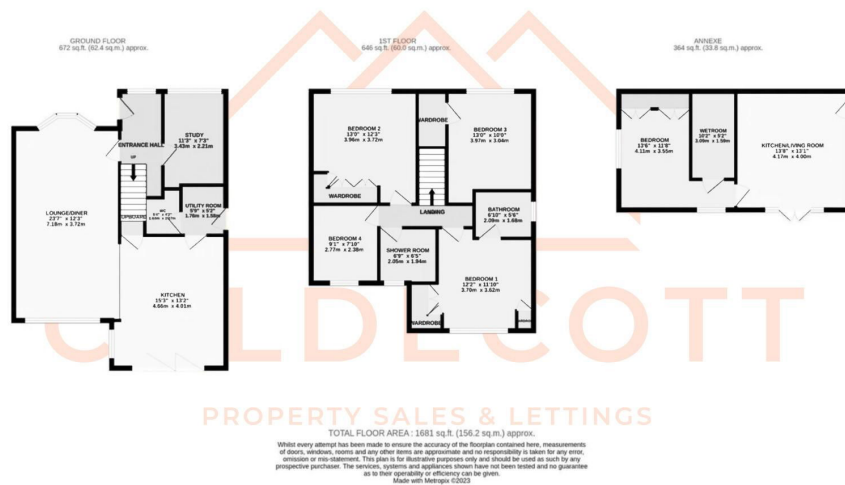 GROUND FLOOR
672 sq.ft. (62.4 sq.m.) approx.
STUDY
11'3" x 7'3"
3.43m x 2.21m
ENTRANCE HALL
UP
LOUNGE/DINER
23'7" x 12'2"
7.18m x 3.72m
UTILITY ROOM
5'9" x 5'2"
CUPBOARD
WC
KITCHEN
15'3" x 13'2"
4.66m x 4.01m
1ST FLOOR
646 sq.ft. (60.0 sq.m.) approx.
BEDROOM 2
13'0" x 12'3"
3.96m x 3.72m
WARDROBE
BEDROOM 3
13'0" x 10'0"
3.97m x 3.04m
WARDROBE
LANDING
BATHROOM
6'10" x 5'6"
2.09m x 1.68m
BEDROOM 4
9'1" x 7'10"
2.77m x 2.38m
SHOWER ROOM
6'9" x 6'5"
2.05m x 1.94m
BEDROOM 1
12'2" x 11'10"
3.70m x 3.62m
WARDROBE
ANNEXE
364 sq.ft. (33.8 sq.m.) approx.
BEDROOM
13'6" x 11'8"
4.11m x 3.55m
WETROOM
10'2" x 5'2"
3.09m x 1.59m
KITCHEN/LIVING ROOM
13'8" x 13'1"
4.17m x 4.00m
PROPERTY SALES & LETTINGS
TOTAL FLOOR AREA : 1681 sq.ft. (156.2 sq.m.) approx.
Whilst every attempt has been made to ensure the accuracy of the floorplan contained here, measurements
of doors, windows, rooms and any other items are approximate and no responsibility is taken for any error,
omission or mis-statement. This plan is for illustrative purposes only and should be used as such by any
prospective purchaser. The services, systems and appliances shown have not been tested and no guarantee
as to their operability or efficiency can be given.
Made with Metropix ©2023